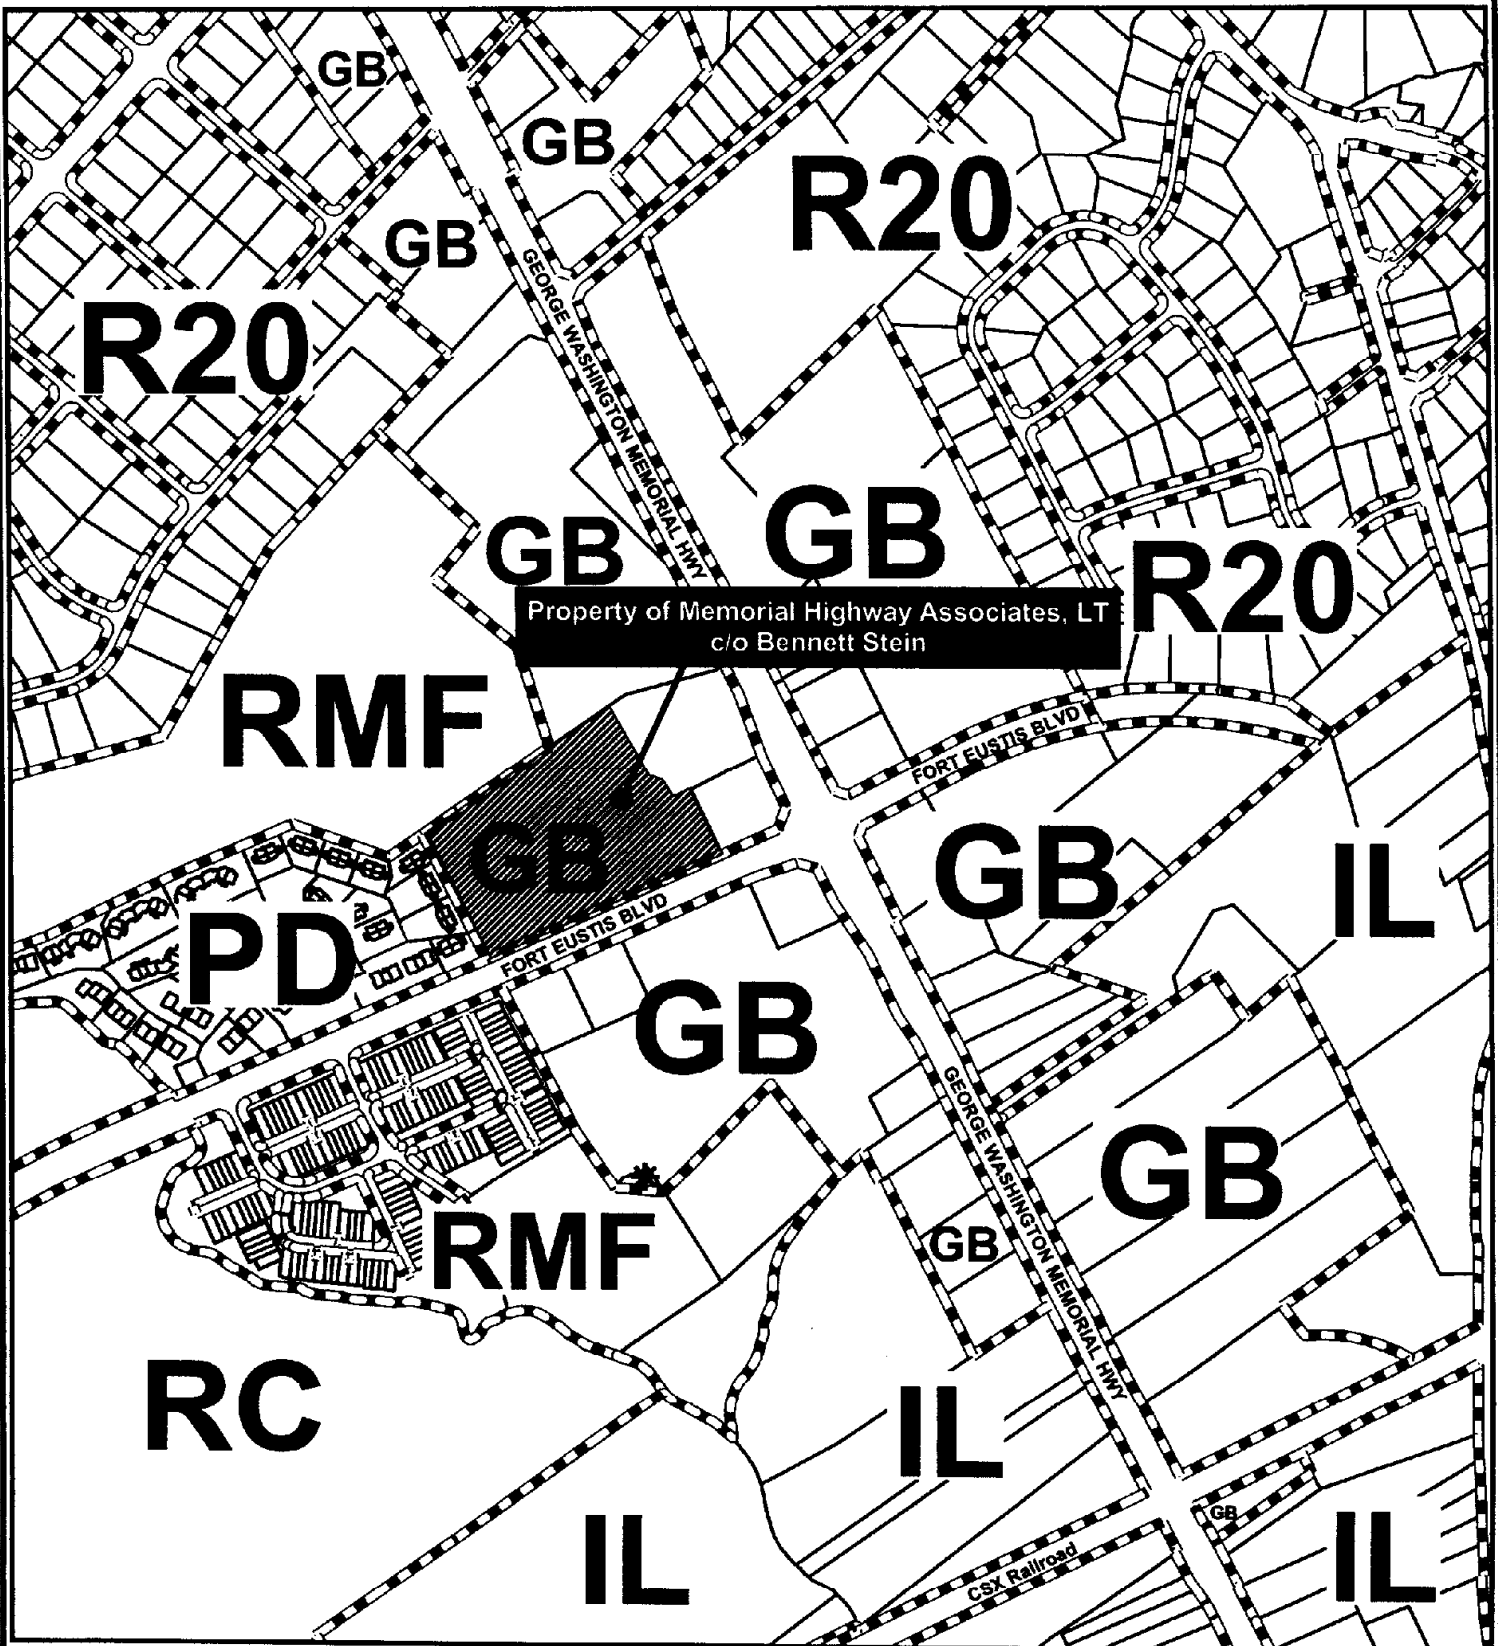 GB
GB
R20
GB
R20
GEORGE WASHINGTON MEMORIAL HWY
GB
GB
R20
Property of Memorial Highway Associates, LT
c/o Bennett Stein
RMF
FORT EUSTIS BLVD
GB
GB
IL
PD
FORT EUSTIS BLVD
GB
GEORGE WASHINGTON MEMORIAL HWY
GB
RMF
GB
RC
IL
IL
GB
IL
CSX Railroad